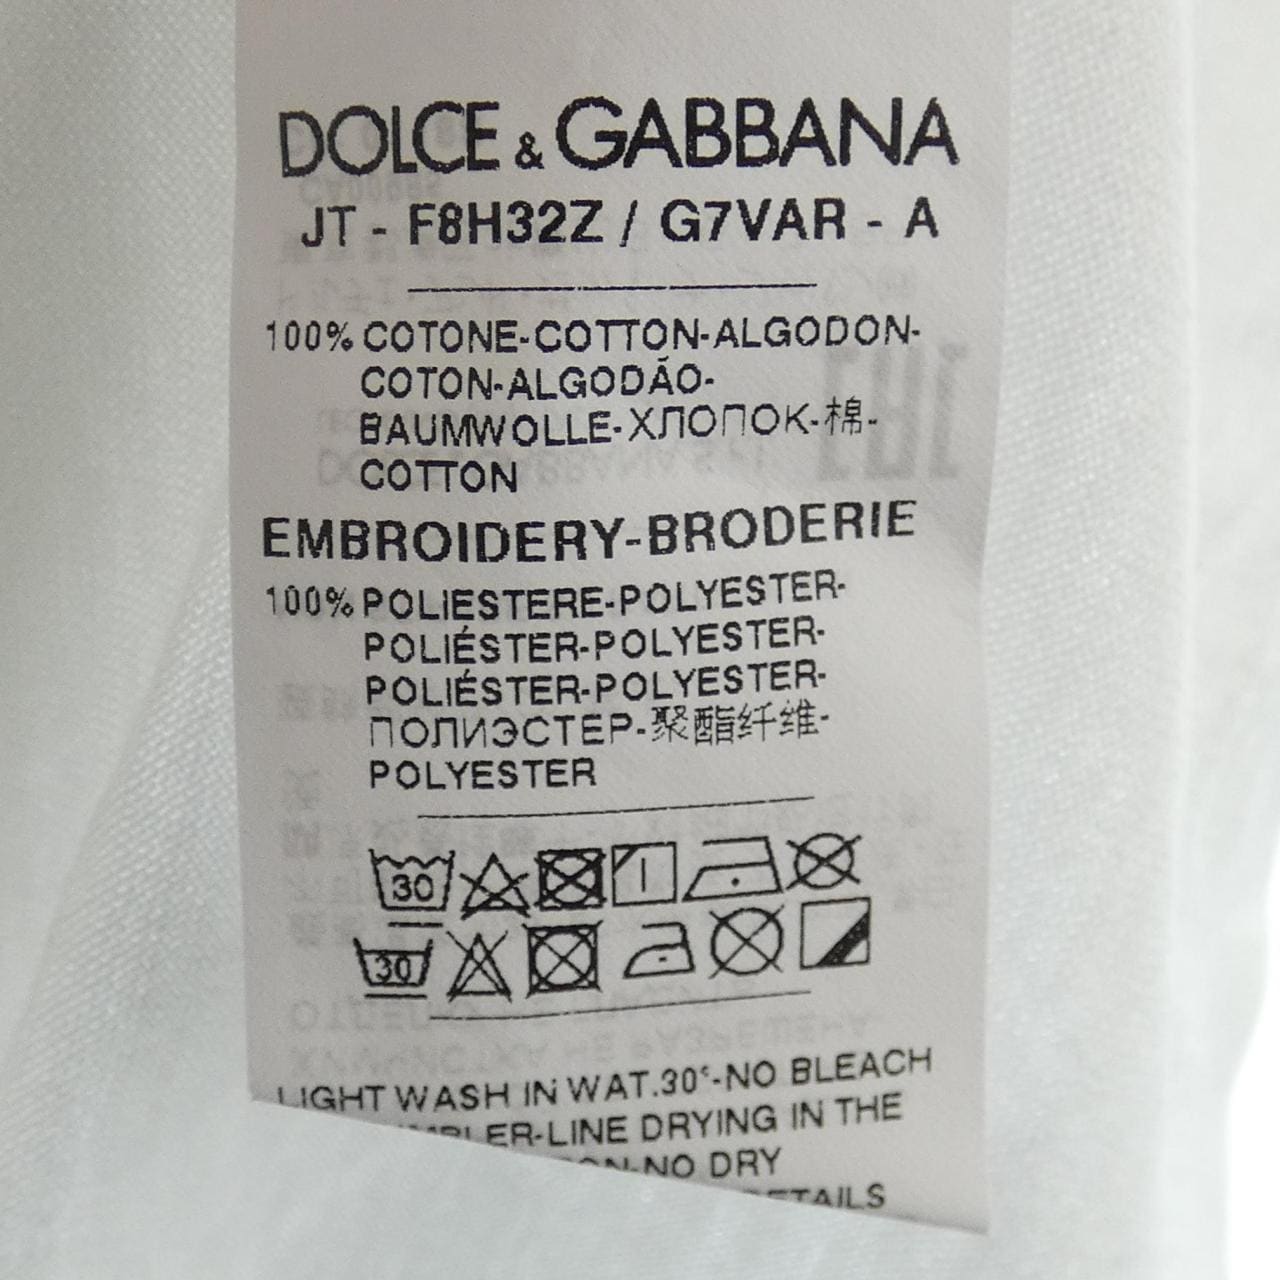 DOLCE & GABBANA
JT - F8H32Z / G7VAR - A
100% COTONE-COTTON-ALGODON-
COTON-ALGODÃO-
BAUMWOLLE-ХЛОПОК-棉-
COTTON
EMBROIDERY-BRODERIE
100% POLIESTERE-POLYESTER-
POLIÉSTER-POLYESTER-
POLIÉSTER-POLYESTER-
ПОЛИЭСТЕР-聚酯纤维-
POLYESTER
30
30
LIGHT WASH IN WAT.30°-NO BLEACH
-LINE DRYING IN THE
-NO DRY